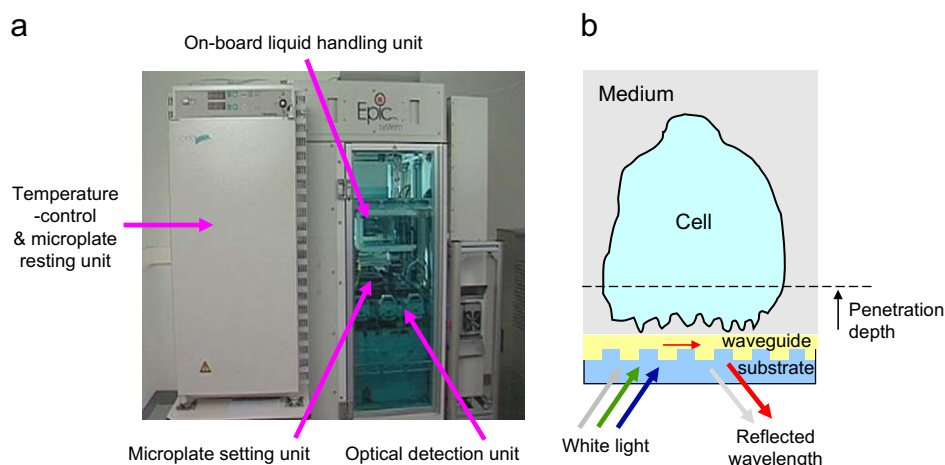 a
On-board liquid handling unit
Epic
system
Temperature
-control
& microplate
resting unit
Microplate setting unit
Optical detection unit
b
Medium
Cell
Penetration
depth
waveguide
substrate
White light
Reflected
wavelength